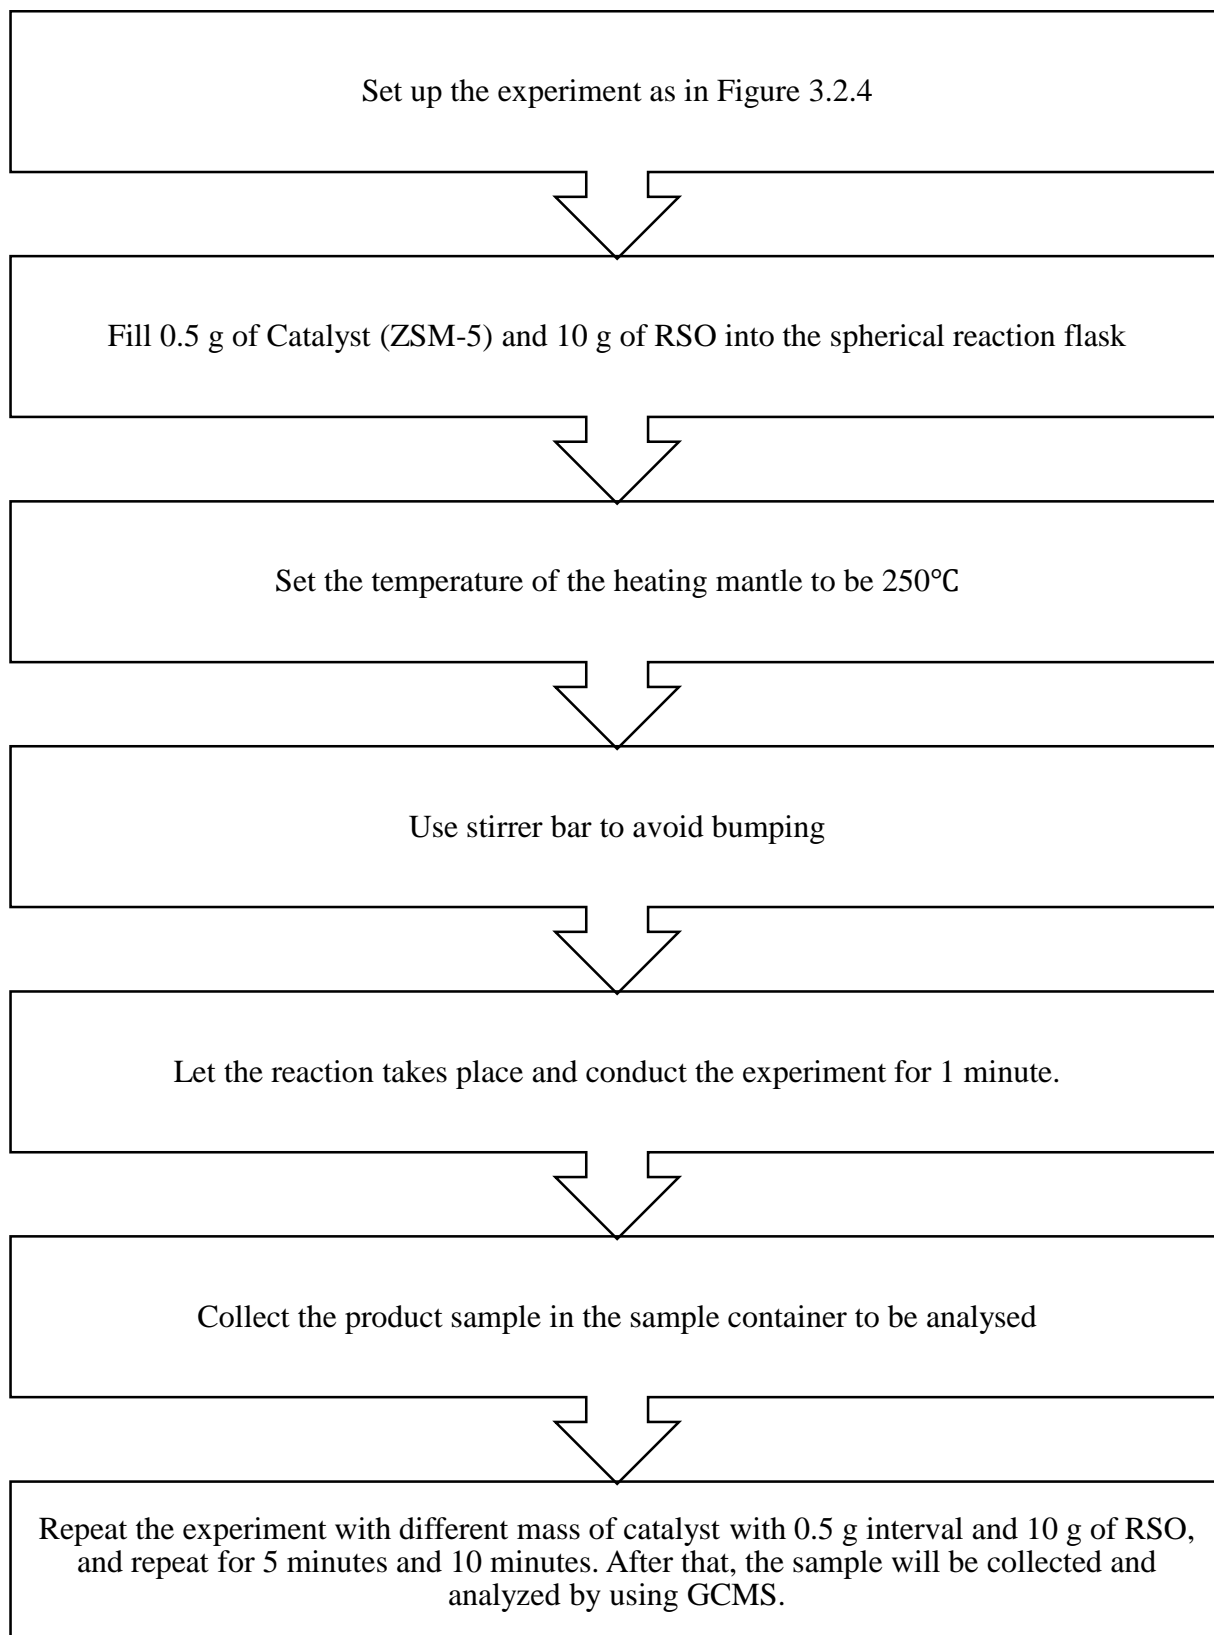 Set up the experiment as in Figure 3.2.4
Fill 0.5 g of Catalyst (ZSM-5) and 10 g of RSO into the spherical reaction flask
Set the temperature of the heating mantle to be 250℃
Use stirrer bar to avoid bumping
Let the reaction takes place and conduct the experiment for 1 minute.
Collect the product sample in the sample container to be analysed
Repeat the experiment with different mass of catalyst with 0.5 g interval and 10 g of RSO,
and repeat for 5 minutes and 10 minutes. After that, the sample will be collected and
analyzed by using GCMS.